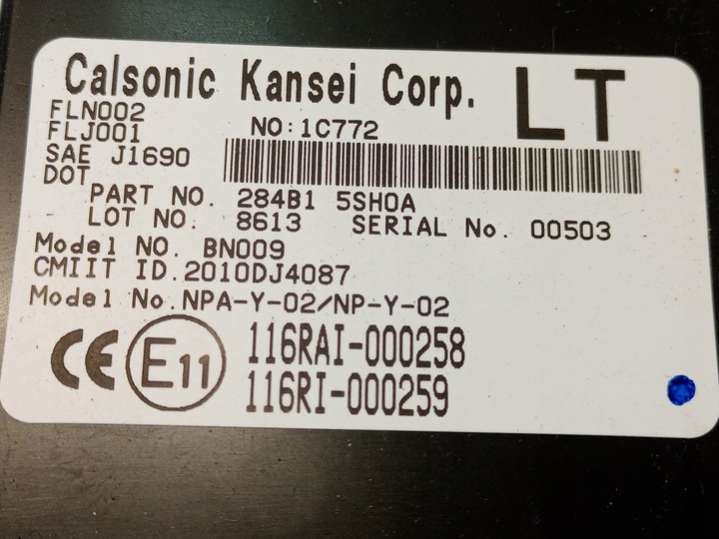 Calsonic Kansei Corp. LT
FLN002
FLJ001 NO:1C772
SAE J1690
DOT
PART NO. 284B1 5SH0A
LOT NO. 8613 SERIAL No. 00503
Model NO. BN009
CMIIT ID.2010DJ4087
Model No.NPA-Y-02/NP-Y-02
CE E11 116RAI-000258
116RI-000259